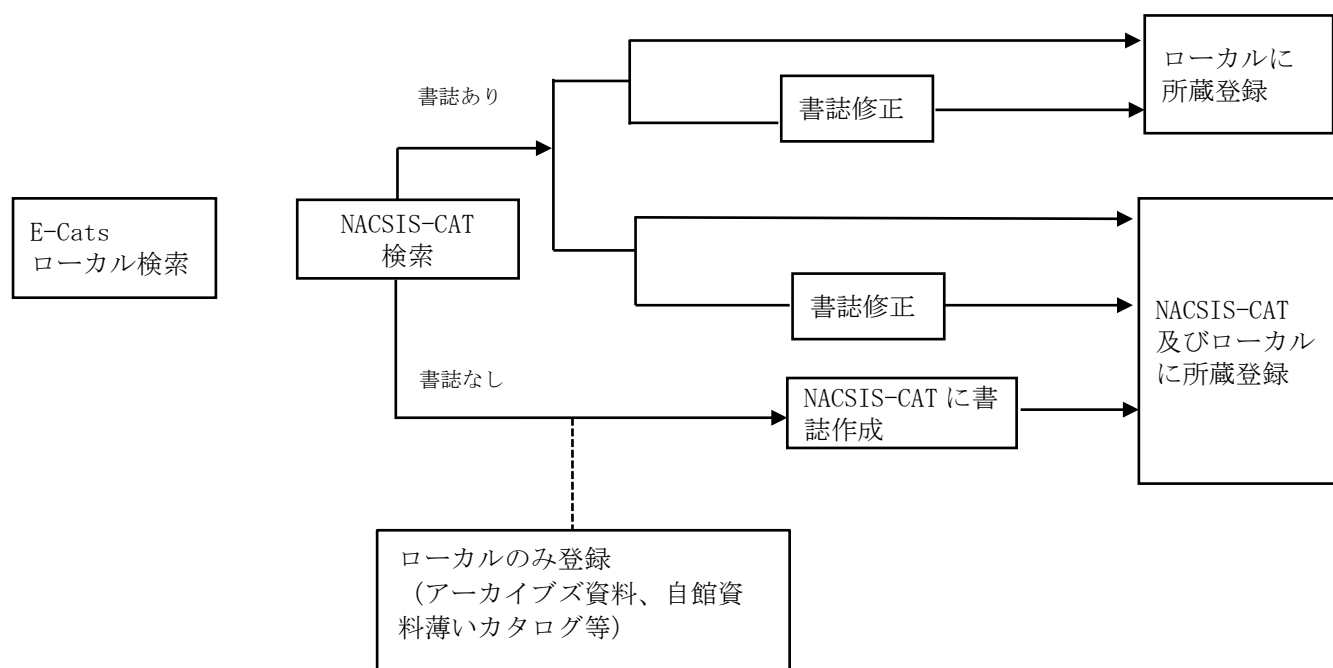 E-Cats
ローカル検索
NACSIS-CAT
検索
書誌あり
書誌修正
ローカルに
所蔵登録
書誌修正
書誌なし
NACSIS-CATに書
誌作成
NACSIS-CAT
及びローカル
に所蔵登録
ローカルのみ登録
（アーカイブズ資料、自館資
料薄いカタログ等）